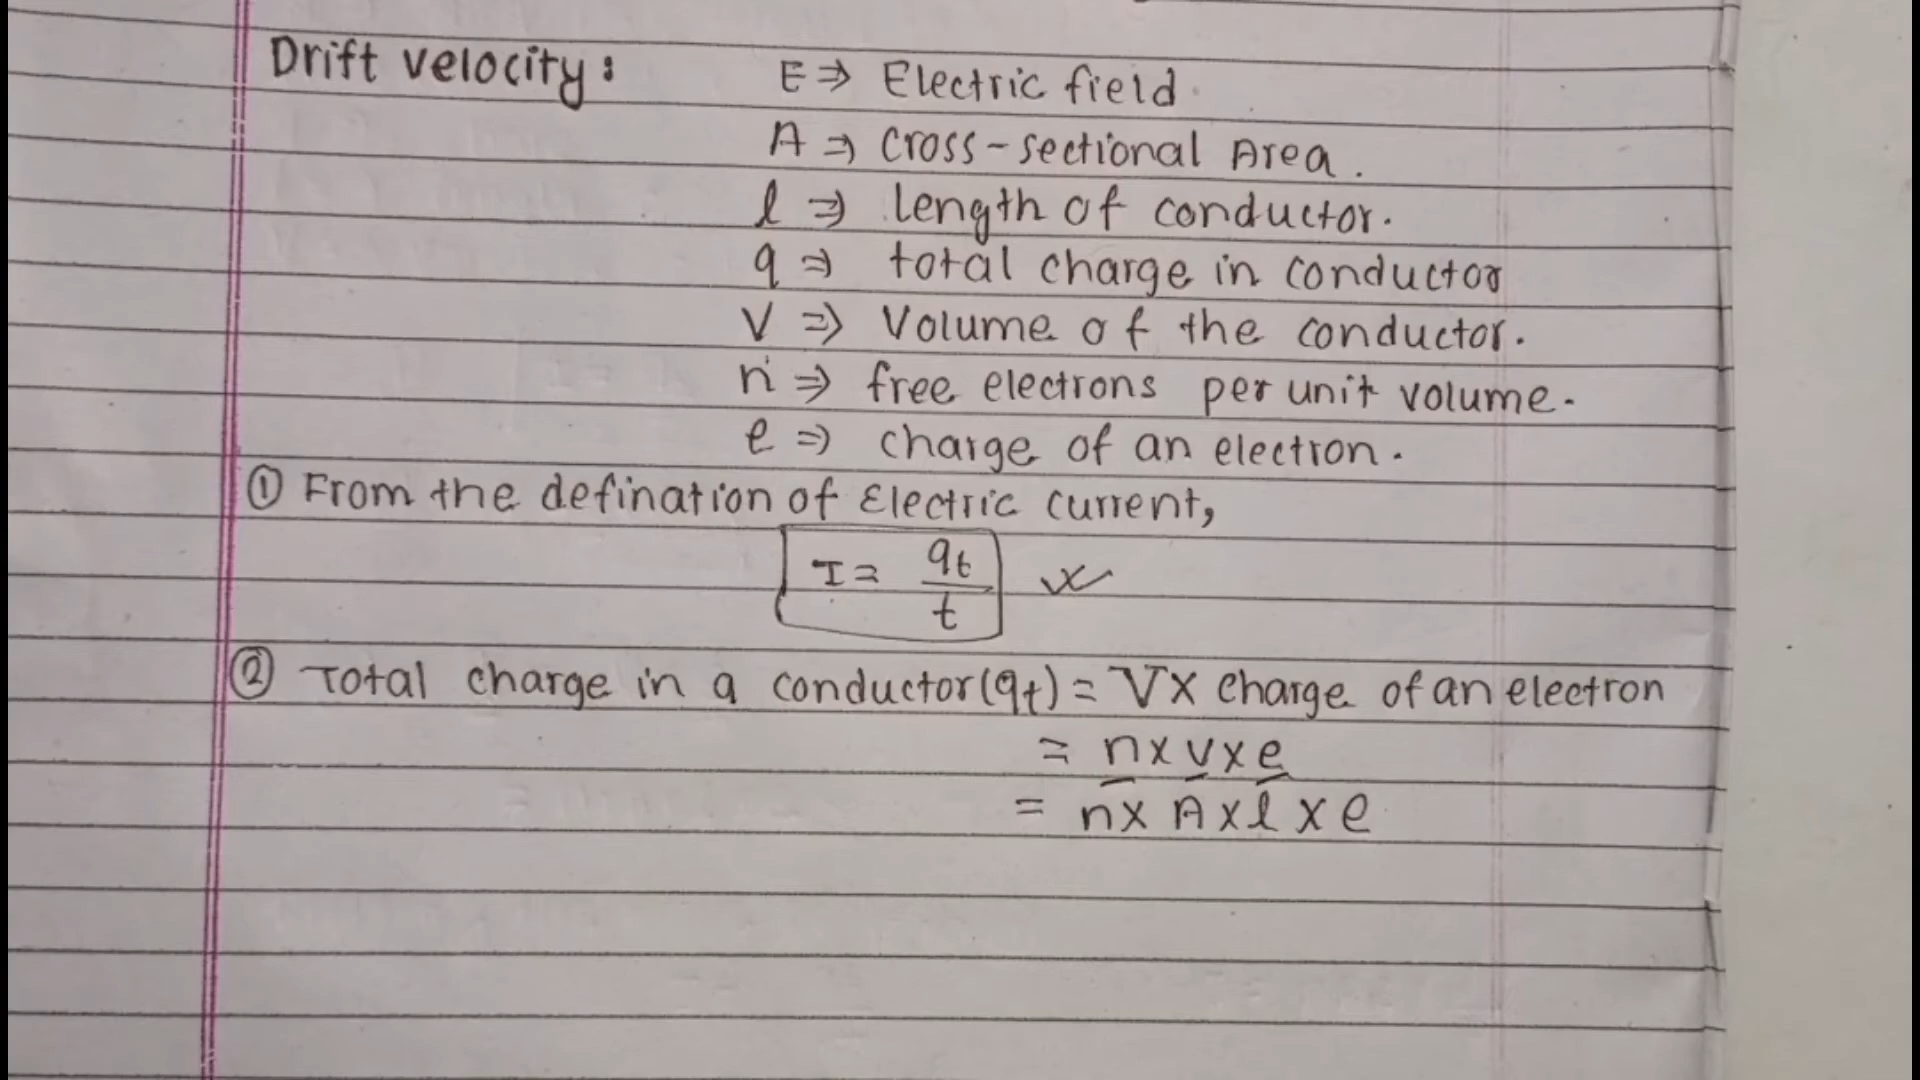 Drift velocity: E ⇒ Electric field.
A ⇒ Cross-sectional Area.
l ⇒ length of conductor.
q ⇒ total charge in conductor
V ⇒ Volume of the conductor.
n ⇒ free electrons per unit volume.
e ⇒ charge of an electron.
① From the defination of Electric current,
I = qt/t
② Total charge in a conductor (qt) = V x charge of an electron
= n x v x e
= n x A x l x e